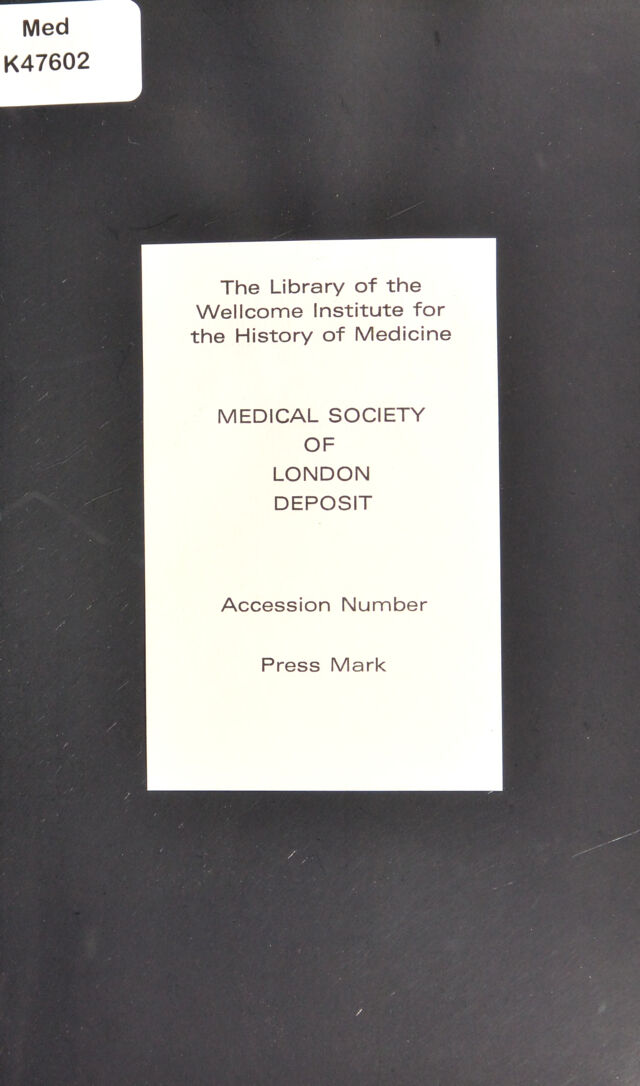 Med
K47602
The Library of the
Wellcome Institute for
the History of Medicine
MEDICAL SOCIETY
OF
LONDON
DEPOSIT
Accession Number
Press Mark